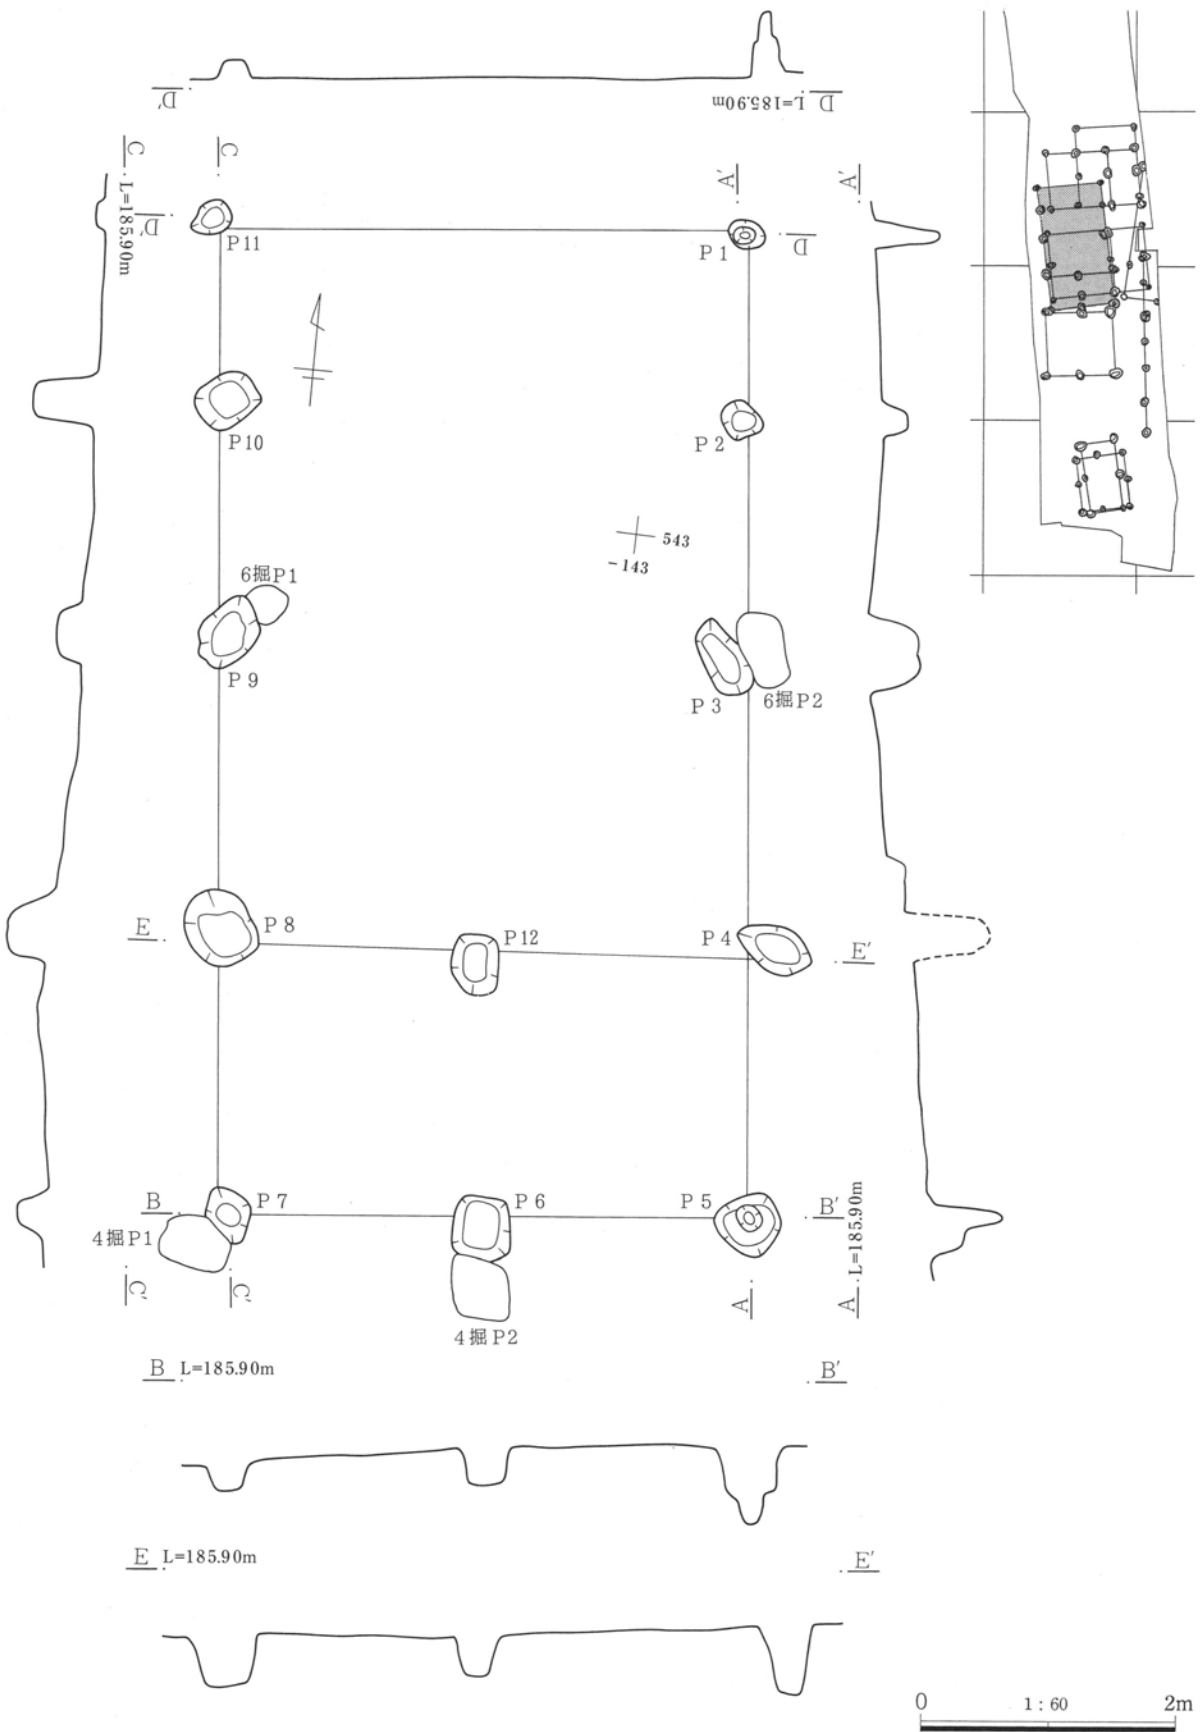 D′
L=185.90m
D
C
L=185.90m
C
A′
A′
D′
P11
P1
D
P10
P2
543
-143
6掘P1
P9
P3
6掘P2
E
P8
P12
P4
E′
B
P7
P6
P5
B′
4掘P1
C′
C′
4掘P2
A
A
L=185.90m
B
L=185.90m
B′
E
L=185.90m
E′
0
1:60
2m